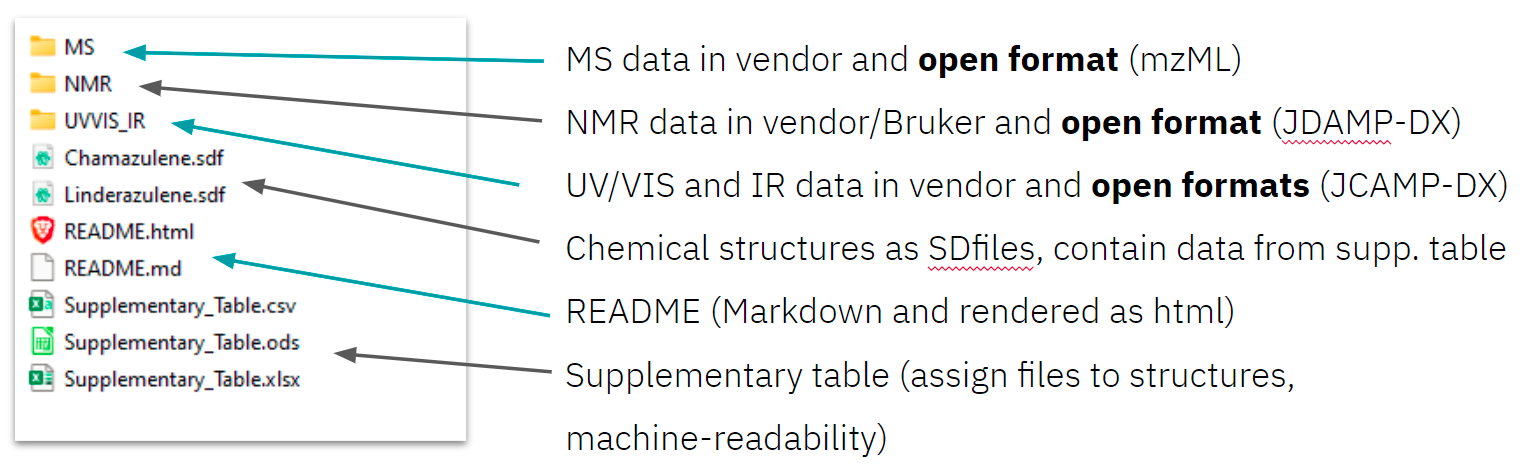 MS
NMR
UVVIS_IR
Chamazulene.sdf
Linderazulene.sdf
README.html
README.md
Supplementary_Table.csv
Supplementary_Table.ods
Supplementary_Table.xlsx
MS data in vendor and open format (mzML)
NMR data in vendor/Bruker and open format (JDAMP-DX)
UV/VIS and IR data in vendor and open formats (JCAMP-DX)
Chemical structures as SDfiles, contain data from supp. table
README (Markdown and rendered as html)
Supplementary table (assign files to structures,
machine-readability)